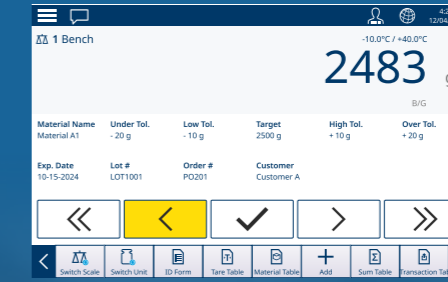 4:2
12/04
1 Bench
-10.0°C / +40.0°C
2483 g
B/G
Material Name Under Tol. Low Tol. Target High Tol. Over Tol.
Material A1 - 20 g - 10 g 2500 g + 10 g + 20 g
Exp. Date Lot # Order # Customer
10-15-2024 LOT1001 PO201 Customer A
Switch Scale Switch Unit ID Form Tare Table Material Table Add Sum Table Transaction Tab